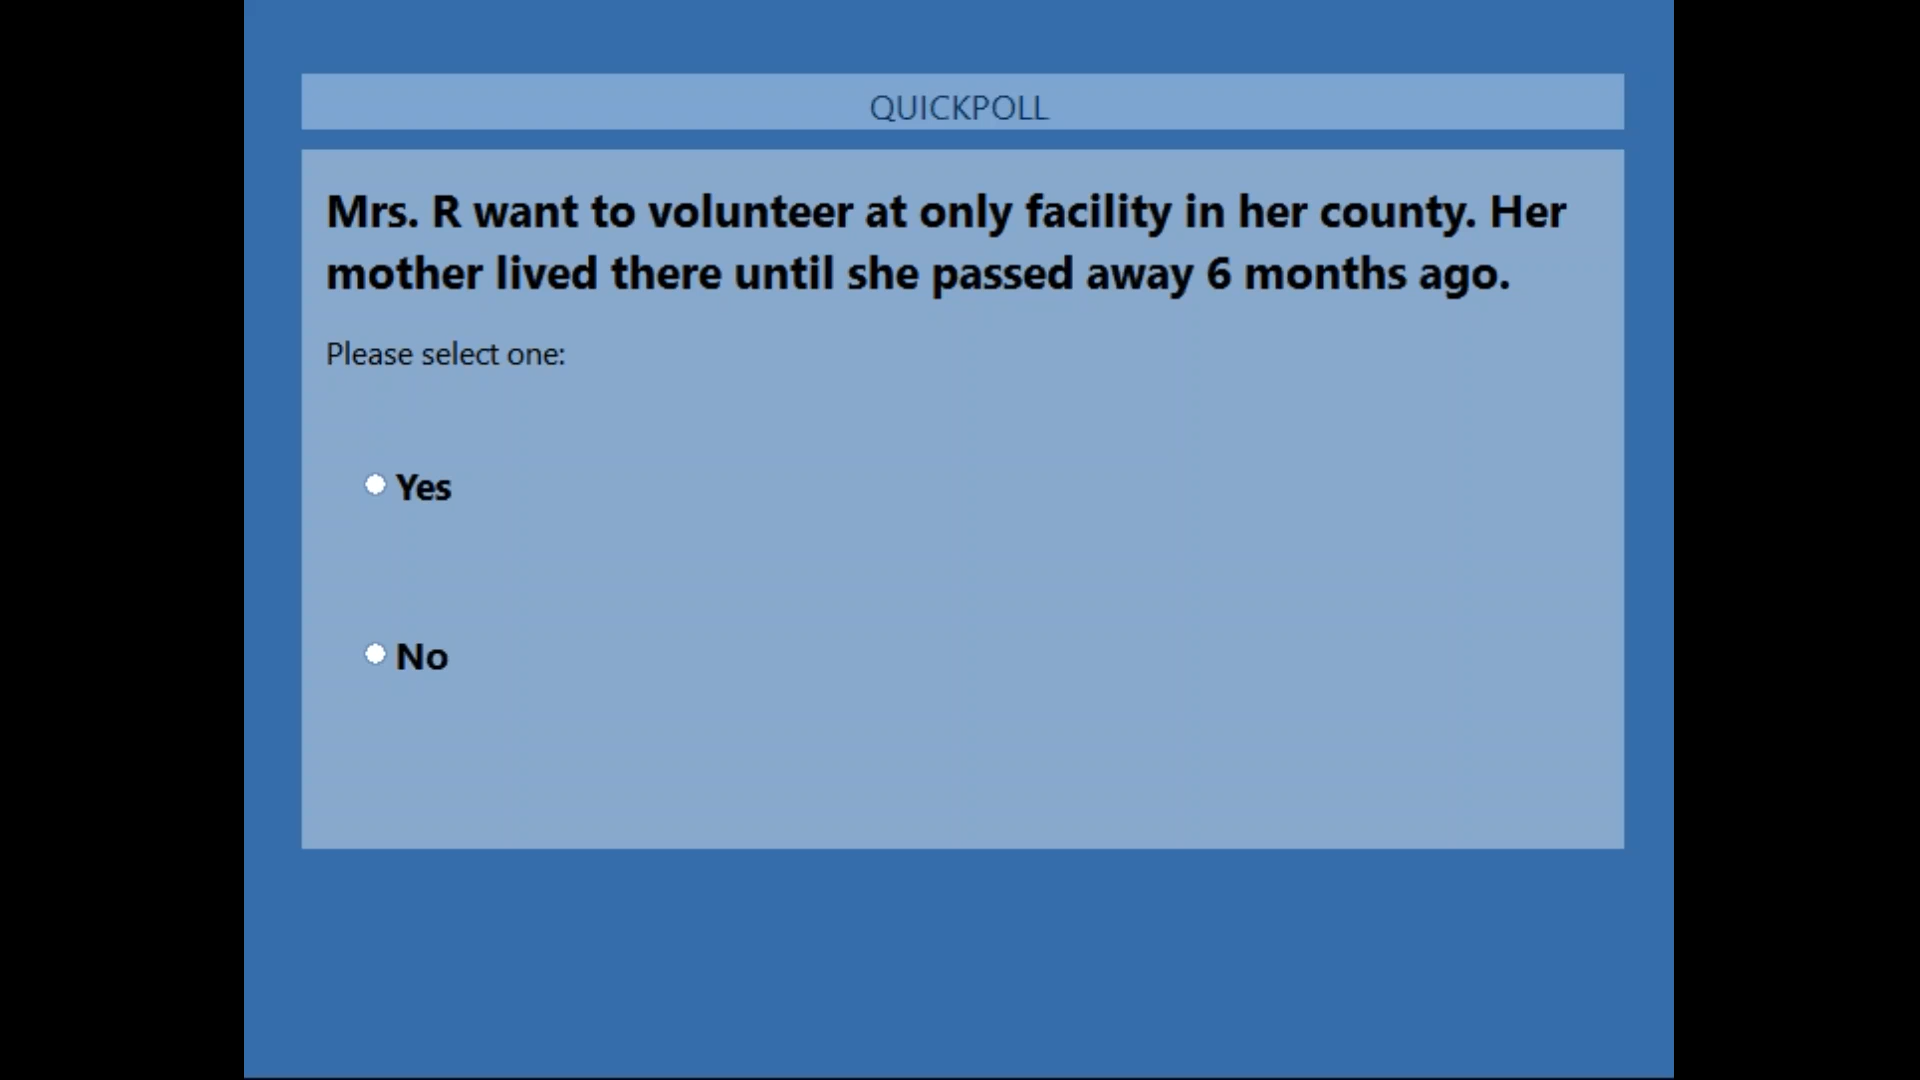 QUICKPOLL
Mrs. R want to volunteer at only facility in her county. Her
mother lived there until she passed away 6 months ago.
Please select one:
Yes
No